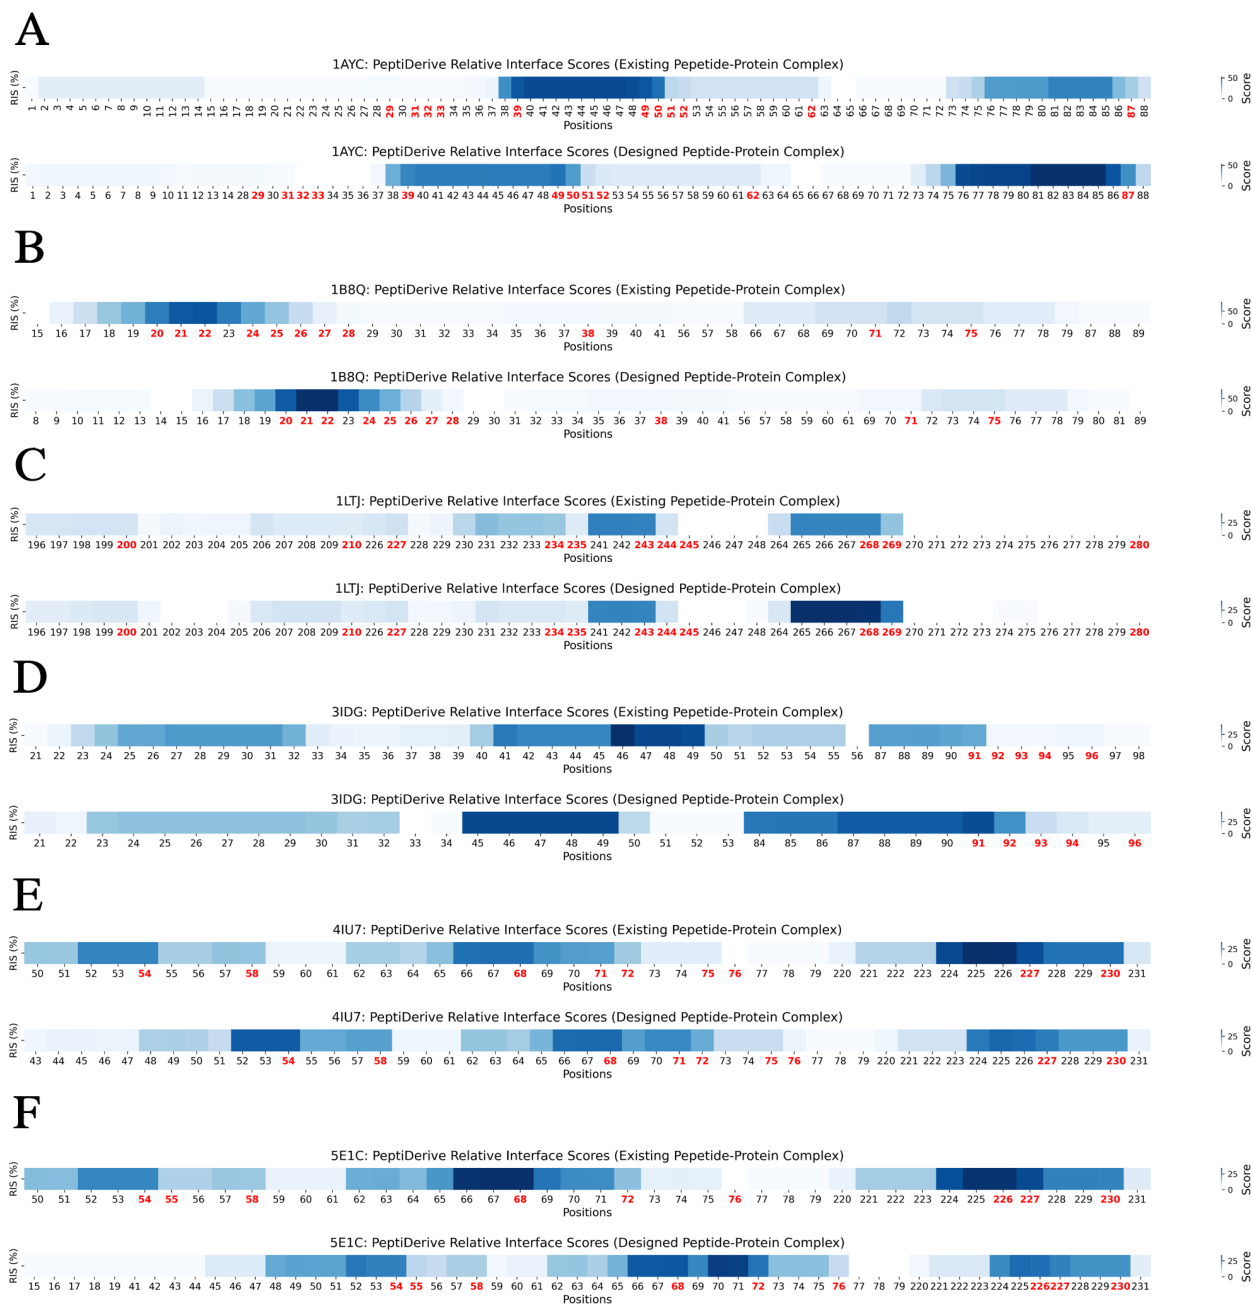 A
1AYC: PeptiDerive Relative Interface Scores (Existing Pepetide-Protein Complex)
RIS (%)
50
0
Score
1 2 3 4 5 6 7 8 9 10 11 12 13 14 15 16 17 18 19 20 21 22 23 24 25 26 27 28 29 30 31 32 33 34 35 36 37 38 39 40 41 42 43 44 45 46 47 48 49 50 51 52 53 54 55 56 57 58 59 60 61 62 63 64 65 66 67 68 69 70 71 72 73 74 75 76 77 78 79 80 81 82 83 84 85 86 87 88
Positions
1AYC: PeptiDerive Relative Interface Scores (Designed Peptide-Protein Complex)
RIS (%)
50
0
Score
1 2 3 4 5 6 7 8 9 10 11 12 13 14 28 29 30 31 32 33 34 35 36 37 38 39 40 41 42 43 44 45 46 47 48 49 50 51 52 53 54 55 56 57 58 59 60 61 62 63 64 65 66 67 68 69 70 71 72 73 74 75 76 77 78 79 80 81 82 83 84 85 86 87 88
Positions
B
1B8Q: PeptiDerive Relative Interface Scores (Existing Pepetide-Protein Complex)
RIS (%)
50
0
Score
15 16 17 18 19 20 21 22 23 24 25 26 27 28 29 30 31 32 33 34 35 36 37 38 39 40 41 56 57 58 66 67 68 69 70 71 72 73 74 75 76 77 78 79 87 88 89
Positions
1B8Q: PeptiDerive Relative Interface Scores (Designed Peptide-Protein Complex)
RIS (%)
50
0
Score
8 9 10 11 12 13 14 15 16 17 18 19 20 21 22 23 24 25 26 27 28 29 30 31 32 33 34 35 36 37 38 39 40 41 56 57 58 59 60 61 69 70 71 72 73 74 75 76 77 78 79 80 81 89
Positions
C
1LTJ: PeptiDerive Relative Interface Scores (Existing Pepetide-Protein Complex)
RIS (%)
25
0
Score
196 197 198 199 200 201 202 203 204 205 206 207 208 209 210 226 227 228 229 230 231 232 233 234 235 241 242 243 244 245 246 247 248 264 265 266 267 268 269 270 271 272 273 274 275 276 277 278 279 280
Positions
1LTJ: PeptiDerive Relative Interface Scores (Designed Peptide-Protein Complex)
RIS (%)
25
0
Score
196 197 198 199 200 201 202 203 204 205 206 207 208 209 210 226 227 228 229 230 231 232 233 234 235 241 242 243 244 245 246 247 248 264 265 266 267 268 269 270 271 272 273 274 275 276 277 278 279 280
Positions
D
3IDG: PeptiDerive Relative Interface Scores (Existing Pepetide-Protein Complex)
RIS (%)
25
0
Score
21 22 23 24 25 26 27 28 29 30 31 32 33 34 35 36 37 38 39 40 41 42 43 44 45 46 47 48 49 50 51 52 53 54 55 56 87 88 89 90 91 92 93 94 95 96 97 98
Positions
3IDG: PeptiDerive Relative Interface Scores (Designed Peptide-Protein Complex)
RIS (%)
25
0
Score
21 22 23 24 25 26 27 28 29 30 31 32 33 34 45 46 47 48 49 50 51 52 53 84 85 86 87 88 89 90 91 92 93 94 95 96
Positions
E
4IU7: PeptiDerive Relative Interface Scores (Existing Pepetide-Protein Complex)
RIS (%)
25
0
Score
50 51 52 53 54 55 56 57 58 59 60 61 62 63 64 65 66 67 68 69 70 71 72 73 74 75 76 77 78 79 220 221 222 223 224 225 226 227 228 229 230 231
Positions
4IU7: PeptiDerive Relative Interface Scores (Designed Peptide-Protein Complex)
RIS (%)
25
0
Score
43 44 45 46 47 48 49 50 51 52 53 54 55 56 57 58 59 60 61 62 63 64 65 66 67 68 69 70 71 72 73 74 75 76 77 78 79 220 221 222 223 224 225 226 227 228 229 230 231
Positions
F
5E1C: PeptiDerive Relative Interface Scores (Existing Pepetide-Protein Complex)
RIS (%)
25
0
Score
50 51 52 53 54 55 56 57 58 59 60 61 62 63 64 65 66 67 68 69 70 71 72 73 74 75 76 77 78 79 220 221 222 223 224 225 226 227 228 229 230 231
Positions
5E1C: PeptiDerive Relative Interface Scores (Designed Peptide-Protein Complex)
RIS (%)
25
0
Score
15 16 17 18 19 41 42 43 44 45 46 47 48 49 50 51 52 53 54 55 56 57 58 59 60 61 62 63 64 65 66 67 68 69 70 71 72 73 74 75 76 77 78 79 220 221 222 223 224 225 226 227 228 229 230 231
Positions